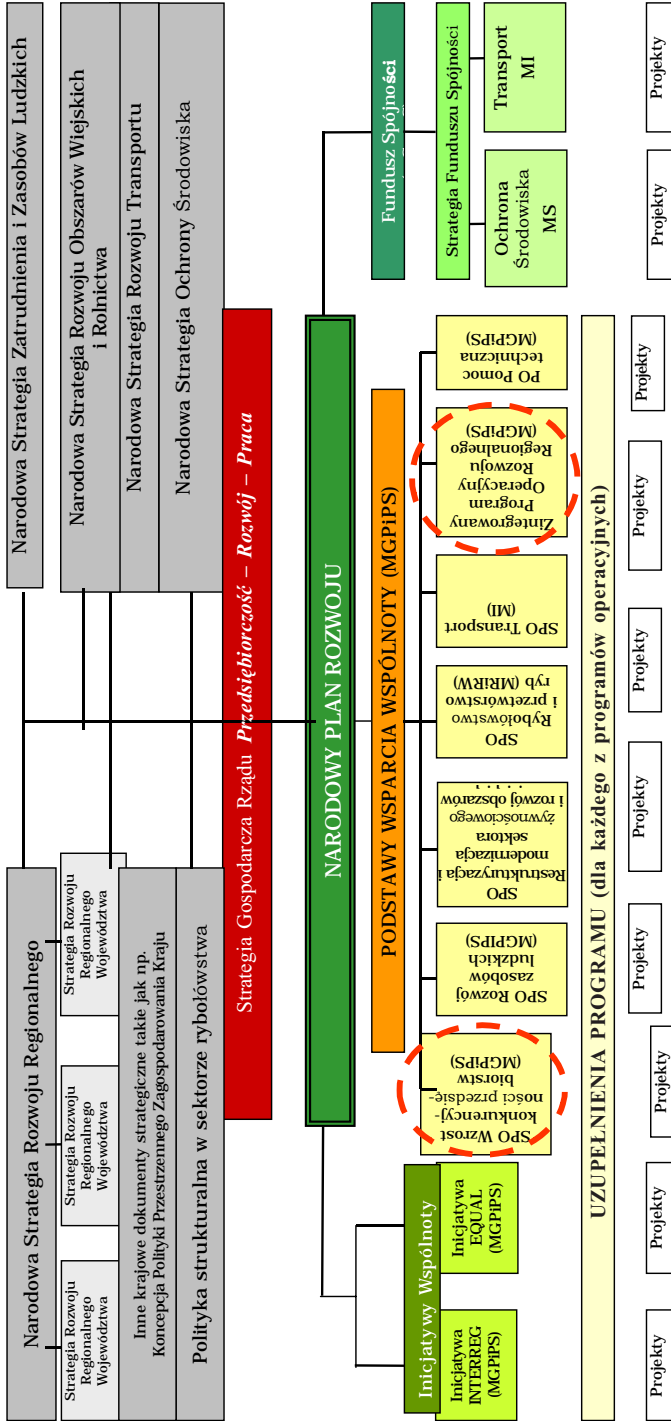 Narodowa Strategia Rozwoju Regionalnego
Narodowa Strategia Zatrudnienia i Zasobów Ludzkich
Strategia Rozwoju
Regionalnego
Województwa
Strategia Rozwoju
Regionalnego
Województwa
Strategia Rozwoju
Regionalnego
Województwa
Narodowa Strategia Rozwoju Obszarów Wiejskich
i Rolnictwa
Inne krajowe dokumenty strategiczne takie jak np.
Koncepcja Polityki Przestrzennego Zagospodarowania Kraju
Narodowa Strategia Rozwoju Transportu
Polityka strukturalna w sektorze rybołówstwa
Narodowa Strategia Ochrony Środowiska
Strategia Gospodarcza Rządu Przedsiębiorczość – Rozwój – Praca
NARODOWY PLAN ROZWOJU
Inicjatywy Wspólnoty
PODSTAWY WSPARCIA WSPÓLNOTY (MGPiPS)
Fundusz Spójności
Strategia Funduszu Spójności
Inicjatywa
INTERREG
(MGPiPS)
Inicjatywa
EQUAL
(MGPiPS)
SPO Wzrost
konkurencyj-
ności przedsię-
biorstw
(MGPiPS)
SPO Rozwój
zasobów
ludzkich
(MGPIPS)
SPO
Restrukturyzacja i
modernizacja
sektora
żywnościowego
i rozwój obszarów
SPO
Rybołówstwo
i przetwórstwo
ryb (MRiRW)
SPO Transport
(MI)
Zintegrowany
Program
Operacyjny
Rozwoju
Regionalnego
(MGPiPS)
PO Pomoc
techniczna
(MGPiPS)
Ochrona
Środowiska
MS
Transport
MI
UZUPEŁNIENIA PROGRAMU (dla każdego z programów operacyjnych)
Projekty
Projekty
Projekty
Projekty
Projekty
Projekty
Projekty
Projekty
Projekty
Projekty